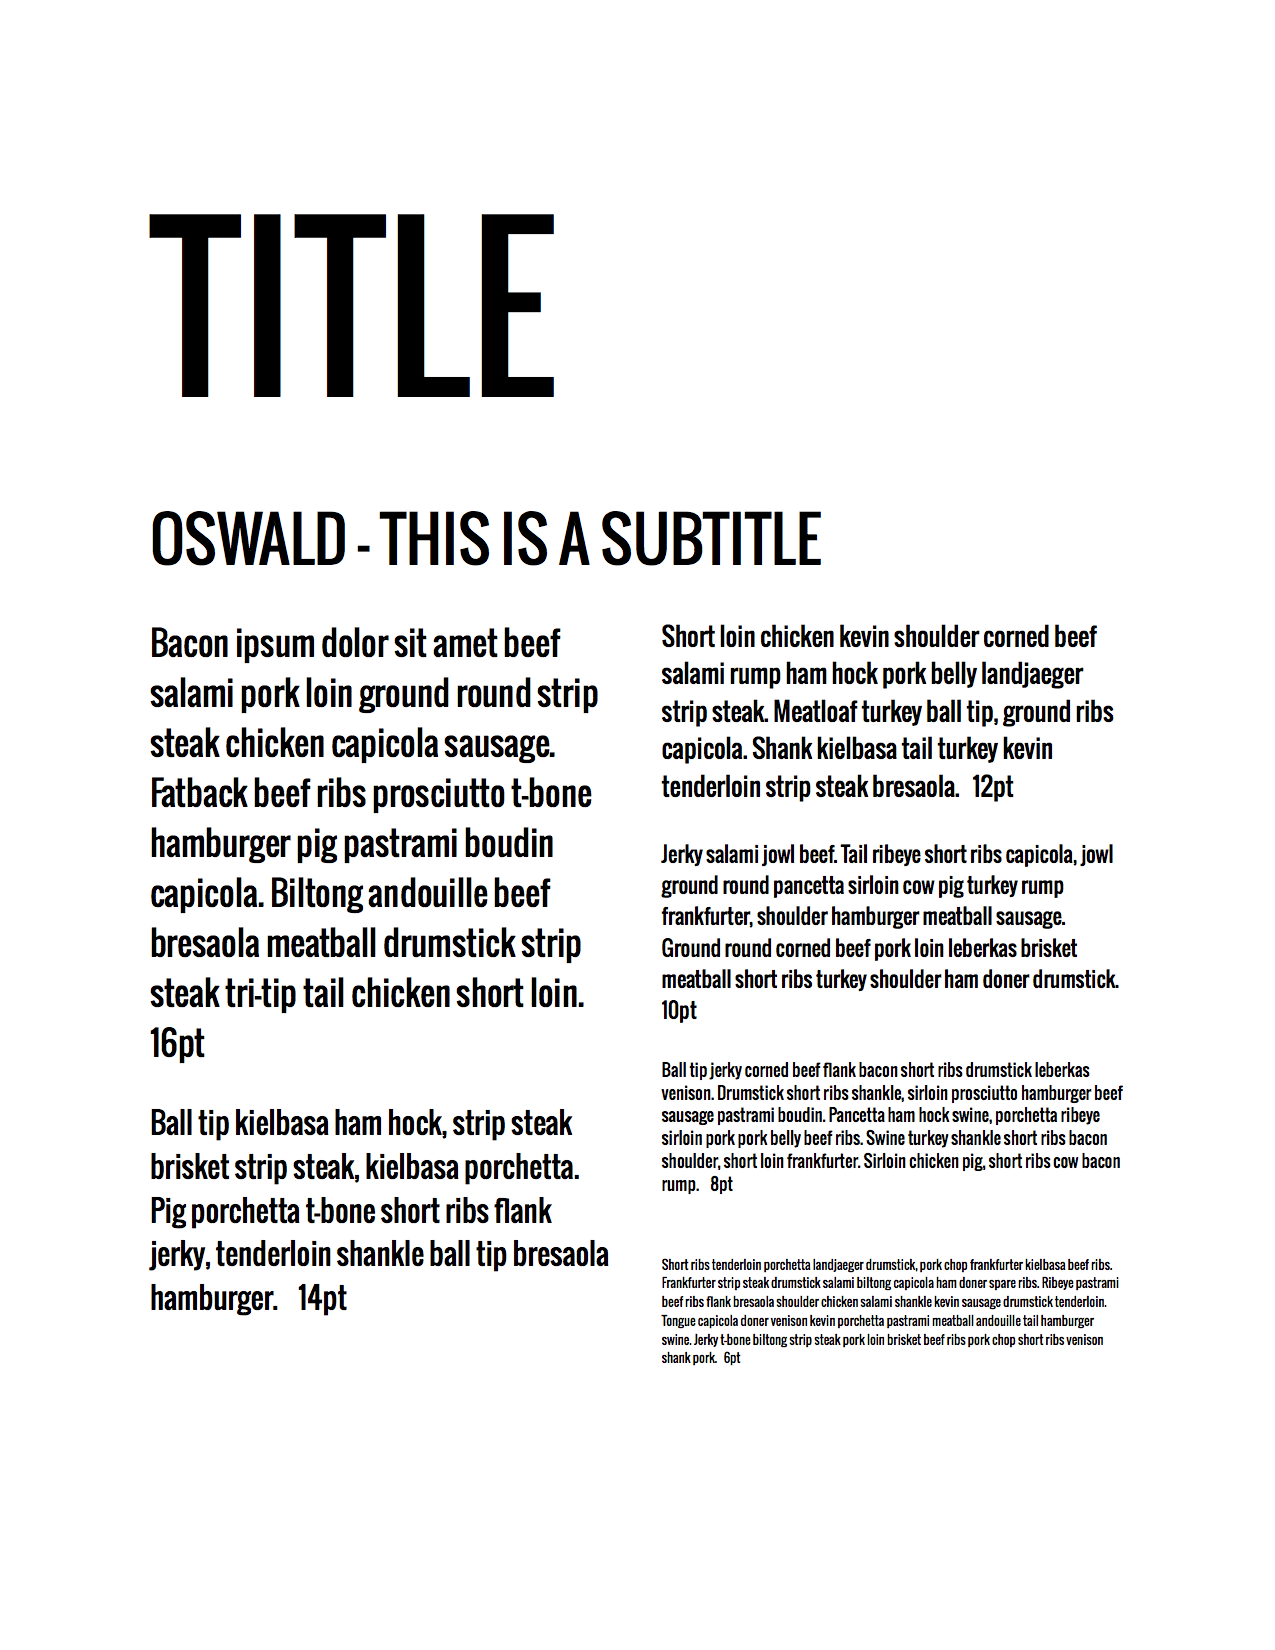 TITLE
OSWALD - THIS IS A SUBTITLE
Bacon ipsum dolor sit amet beef
salami pork loin ground round strip
steak chicken capicola sausage.
Fatback beef ribs prosciutto t-bone
hamburger pig pastrami boudin
capicola. Biltong andouille beef
bresaola meatball drumstick strip
steak tri-tip tail chicken short loin.
16pt
Ball tip kielbasa ham hock, strip steak
brisket strip steak, kielbasa porchetta.
Pig porchetta t-bone short ribs flank
jerky, tenderloin shankle ball tip bresaola
hamburger. 14pt
Short loin chicken kevin shoulder corned beef
salami rump ham hock pork belly landjaeger
strip steak. Meatloaf turkey ball tip, ground ribs
capicola. Shank kielbasa tail turkey kevin
tenderloin strip steak bresaola. 12pt
Jerky salami jowl beef. Tail ribeye short ribs capicola, jowl
ground round pancetta sirloin cow pig turkey rump
frankfurter, shoulder hamburger meatball sausage.
Ground round corned beef pork loin leberkas brisket
meatball short ribs turkey shoulder ham doner drumstick.
10pt
Ball tip jerky corned beef flank bacon short ribs drumstick leberkas
venison. Drumstick short ribs shankle, sirloin prosciutto hamburger beef
sausage pastrami boudin. Pancetta ham hock swine, porchetta ribeye
sirloin pork pork belly beef ribs. Swine turkey shankle short ribs bacon
shoulder, short loin frankfurter. Sirloin chicken pig, short ribs cow bacon
rump. 8pt
Short ribs tenderloin porchetta landjaeger drumstick, pork chop frankfurter kielbasa beef ribs.
Frankfurter strip steak drumstick salami biltong capicola ham doner spare ribs. Ribeye pastrami
beef ribs flank bresaola shoulder chicken salami shankle kevin sausage drumstick tenderloin.
Tongue capicola doner venison kevin porchetta pastrami meatball andouille tail hamburger
swine. Jerky t-bone biltong strip steak pork loin brisket beef ribs pork chop short ribs venison
shank pork. 6pt